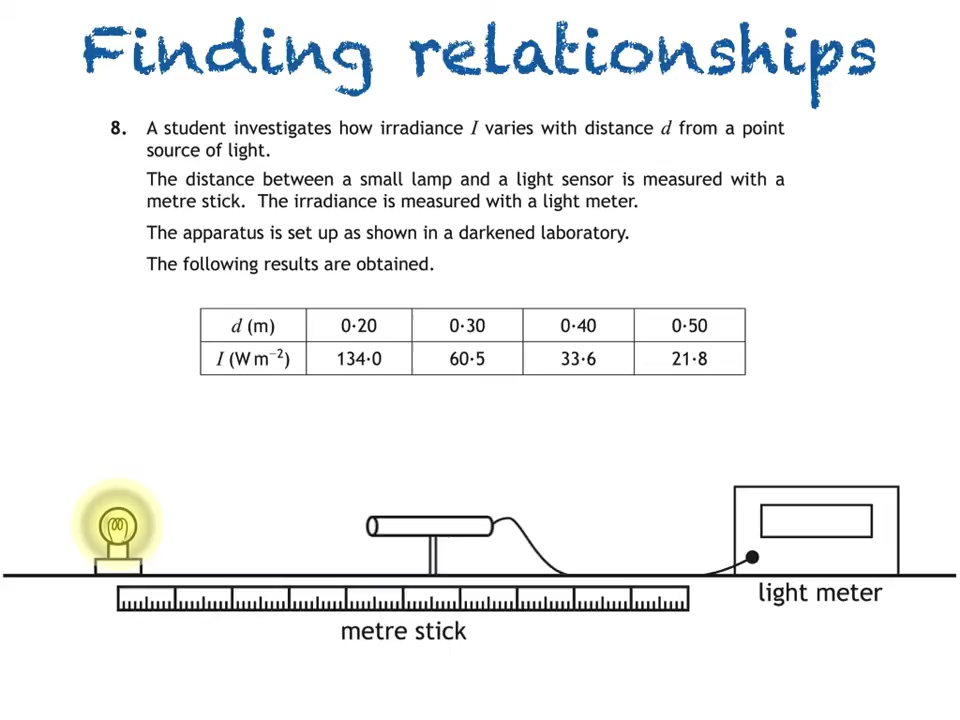 Finding relationships
8. A student investigates how irradiance I varies with distance d from a point
source of light.
The distance between a small lamp and a light sensor is measured with a
metre stick. The irradiance is measured with a light meter.
The apparatus is set up as shown in a darkened laboratory.
The following results are obtained.
d (m) 0·20 0·30 0·40 0·50
I (W m⁻²) 134·0 60·5 33·6 21·8
light meter
metre stick